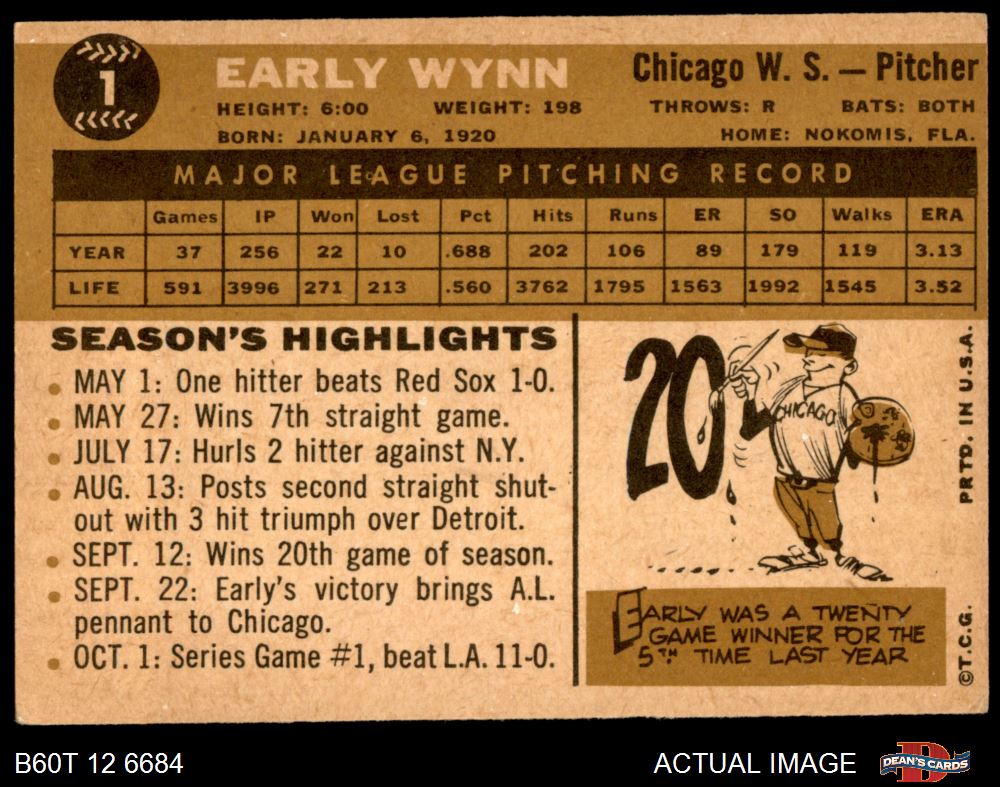 1
EARLY WYNN
Chicago W. S. — Pitcher
HEIGHT: 6:00 WEIGHT: 198 THROWS: R BATS: BOTH
BORN: JANUARY 6, 1920 HOME: NOKOMIS, FLA.
MAJOR LEAGUE PITCHING RECORD
Games IP Won Lost Pct Hits Runs ER SO Walks ERA
YEAR 37 256 22 10 .688 202 106 89 179 119 3.13
LIFE 591 3996 271 213 .560 3762 1795 1563 1992 1545 3.52
SEASON'S HIGHLIGHTS
• MAY 1: One hitter beats Red Sox 1-0.
• MAY 27: Wins 7th straight game.
• JULY 17: Hurls 2 hitter against N.Y.
• AUG. 13: Posts second straight shut-
out with 3 hit triumph over Detroit.
• SEPT. 12: Wins 20th game of season.
• SEPT. 22: Early's victory brings A.L.
pennant to Chicago.
• OCT. 1: Series Game #1, beat L.A. 11-0.
20
CHICAGO
EARLY WAS A TWENTY
GAME WINNER FOR THE
5TH TIME LAST YEAR
PRTD. IN U.S.A.
©T.C.G.
B60T 12 6684
ACTUAL IMAGE
D
DEAN'S CARDS